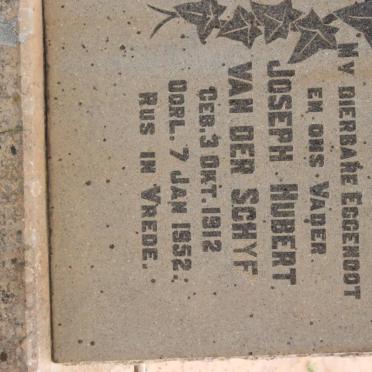 MY DIERBARE EGGENOOT
EN ONS VADER
JOSEPH HUBERT
VAN DER SCHYF
GEB. 3 OKT. 1912
OORL. 7 JAN 1952.
RUS IN VREDE.